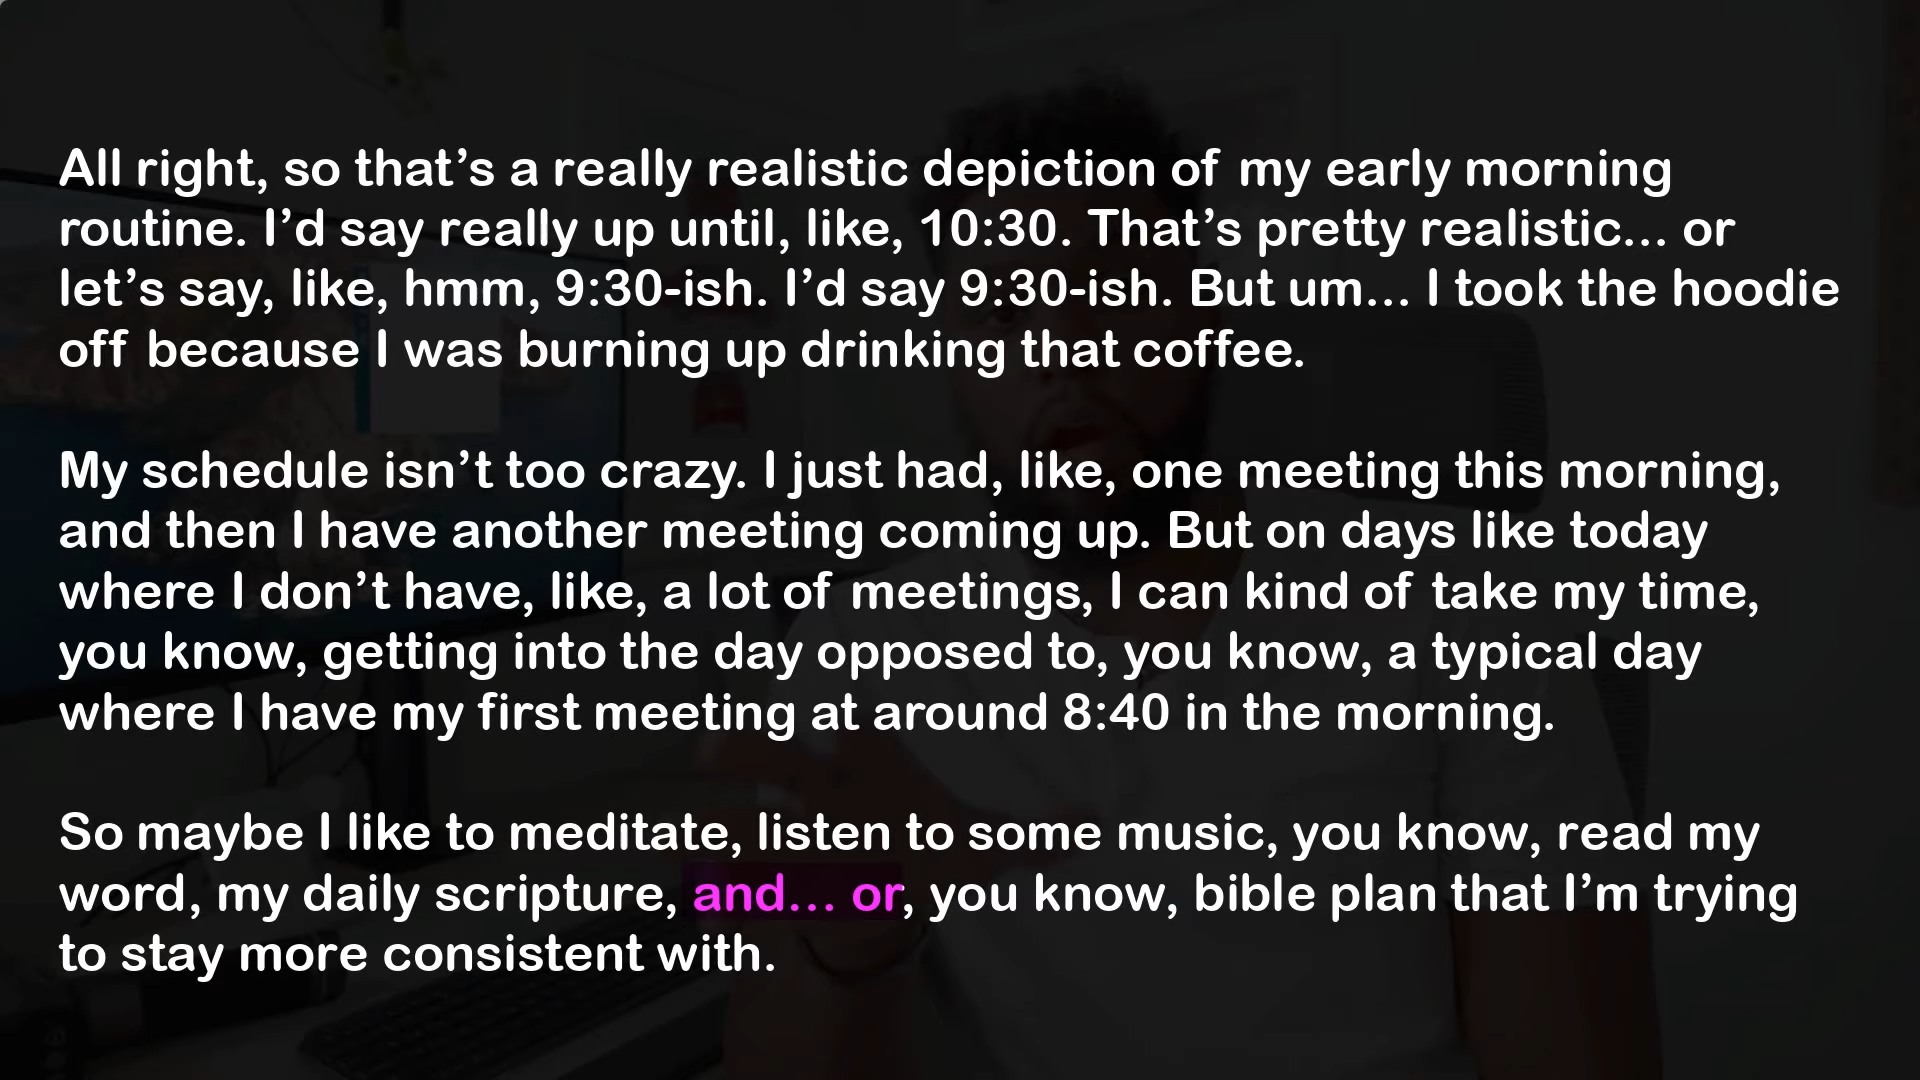 All right, so that’s a really realistic depiction of my early morning
routine. I’d say really up until, like, 10:30. That’s pretty realistic… or
let’s say, like, hmm, 9:30-ish. I’d say 9:30-ish. But um… I took the hoodie
off because I was burning up drinking that coffee.
My schedule isn’t too crazy. I just had, like, one meeting this morning,
and then I have another meeting coming up. But on days like today
where I don’t have, like, a lot of meetings, I can kind of take my time,
you know, getting into the day opposed to, you know, a typical day
where I have my first meeting at around 8:40 in the morning.
So maybe I like to meditate, listen to some music, you know, read my
word, my daily scripture, and… or, you know, bible plan that I’m trying
to stay more consistent with.